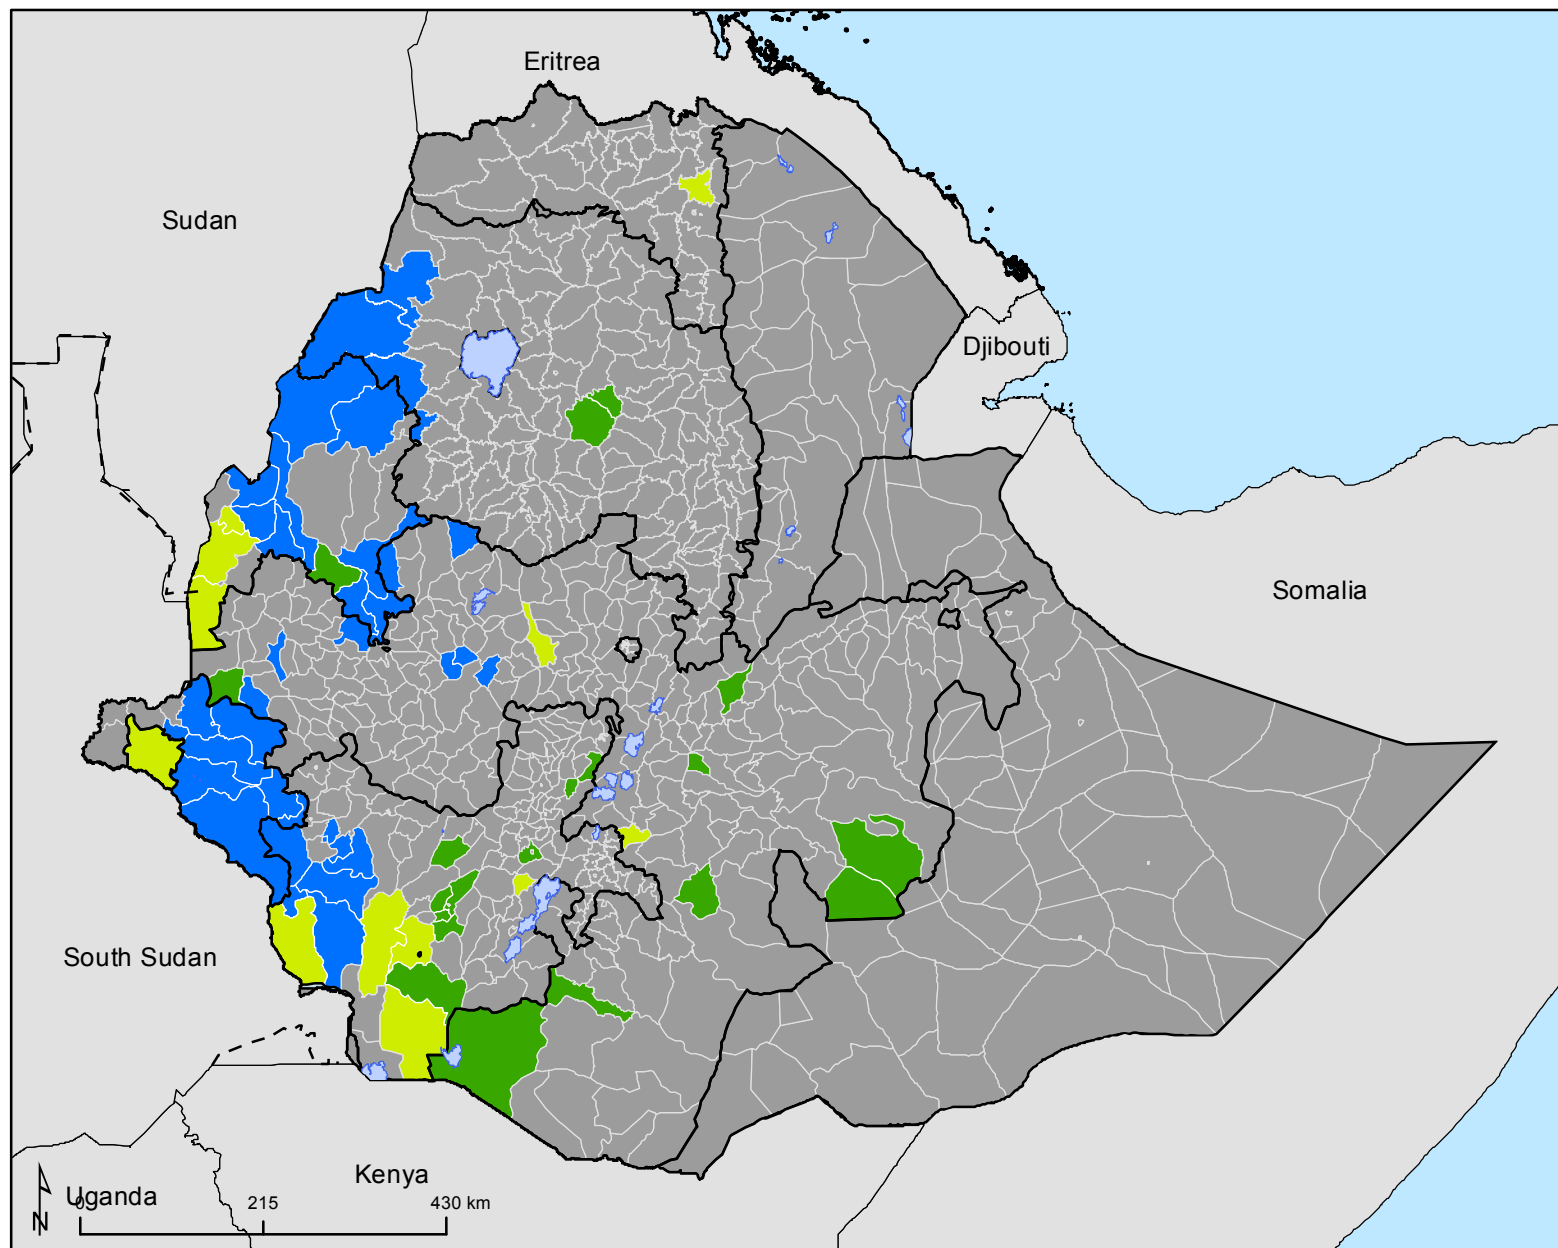 Eritrea
Sudan
Djibouti
Somalia
South Sudan
Kenya
Uganda
0 215 430 km
N